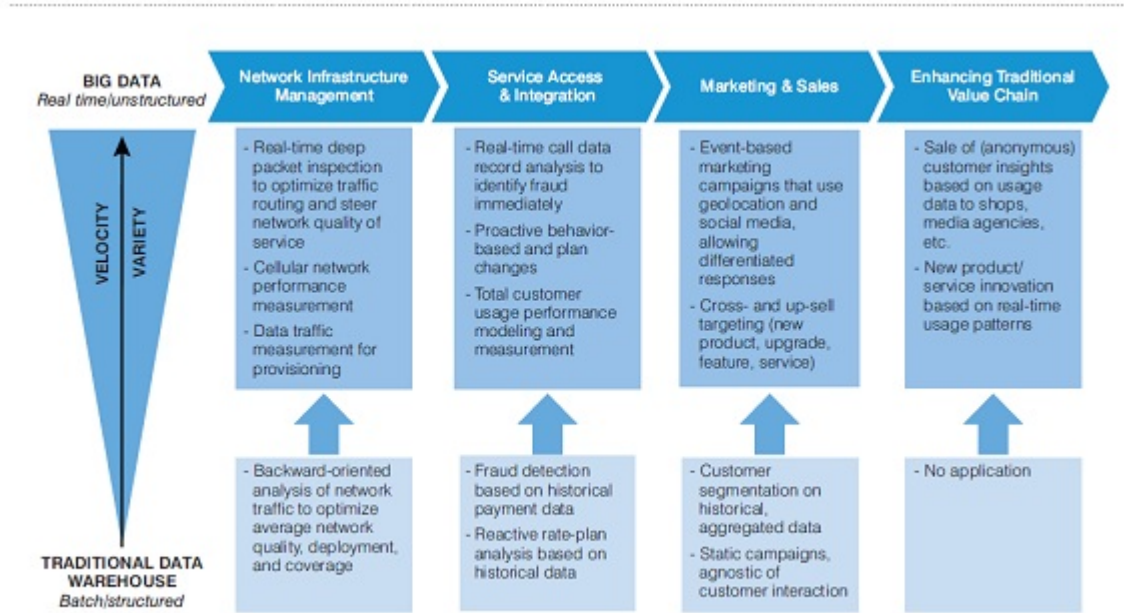 BIG DATA
Real time/unstructured
Network Infrastructure
Management
Service Access
& Integration
Marketing & Sales
Enhancing Traditional
Value Chain
VELOCITY
VARIETY
- Real-time deep
packet inspection
to optimize traffic
routing and steer
network quality of
service
- Cellular network
performance
measurement
- Data traffic
measurement for
provisioning
- Real-time call data
record analysis to
identify fraud
immediately
- Proactive behavior-
based and plan
changes
- Total customer
usage performance
modeling and
measurement
- Event-based
marketing
campaigns that use
geolocation and
social media,
allowing
differentiated
responses
- Cross- and up-sell
targeting (new
product, upgrade,
feature, service)
- Sale of (anonymous)
customer insights
based on usage
data to shops,
media agencies,
etc.
- New product/
service innovation
based on real-time
usage patterns
TRADITIONAL DATA
WAREHOUSE
Batch/structured
- Backward-oriented
analysis of network
traffic to optimize
average network
quality, deployment,
and coverage
- Fraud detection
based on historical
payment data
- Reactive rate-plan
analysis based on
historical data
- Customer
segmentation on
historical,
aggregated data
- Static campaigns,
agnostic of
customer interaction
- No application